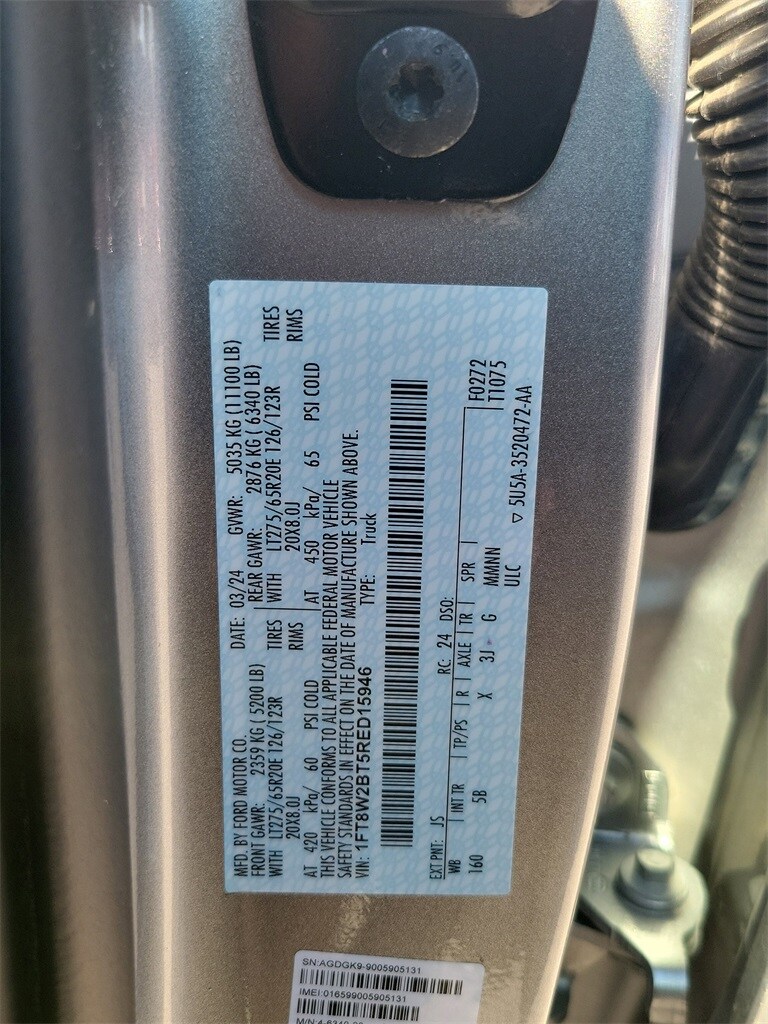 MFD. BY FORD MOTOR CO. DATE: 03/24 GVWR: 5035 KG (11100 LB)
FRONT GAWR: 2359 KG ( 5200 LB) REAR GAWR: 2876 KG ( 6340 LB)
WITH LT275/65R20E 126/123R TIRES WITH LT275/65R20E 126/123R TIRES
20X8.0J RIMS 20X8.0J RIMS
AT 420 kPa/ 60 PSI COLD AT 450 kPa/ 65 PSI COLD
THIS VEHICLE CONFORMS TO ALL APPLICABLE FEDERAL MOTOR VEHICLE
SAFETY STANDARDS IN EFFECT ON THE DATE OF MANUFACTURE SHOWN ABOVE.
VIN: 1FT8W2BT5RED15946 TYPE: Truck
EXT PNT: JS RC: 24 DSO: F0272
WB INT TR TP/PS R AXLE TR SPR T1075
160 5B X 3J G MMNN
ULC
5U5A-3520472-AA
SN:AGDGK9-9005905131
IMEI:016599005905131